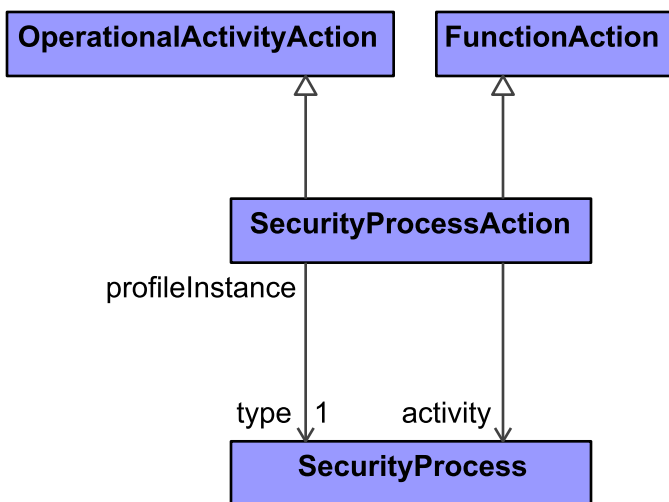 OperationalActivityAction
FunctionAction
SecurityProcessAction
profileInstance
type 1 activity
SecurityProcess